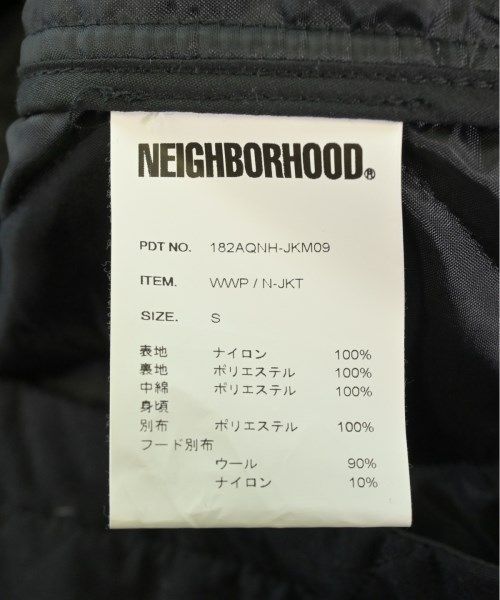 NEIGHBORHOOD®
PDT NO. 182AQNH-JKM09
ITEM. WWP / N-JKT
SIZE. S
表地 ナイロン 100%
裏地 ポリエステル 100%
中綿 ポリエステル 100%
身頃
別布 ポリエステル 100%
フード別布
ウール 90%
ナイロン 10%